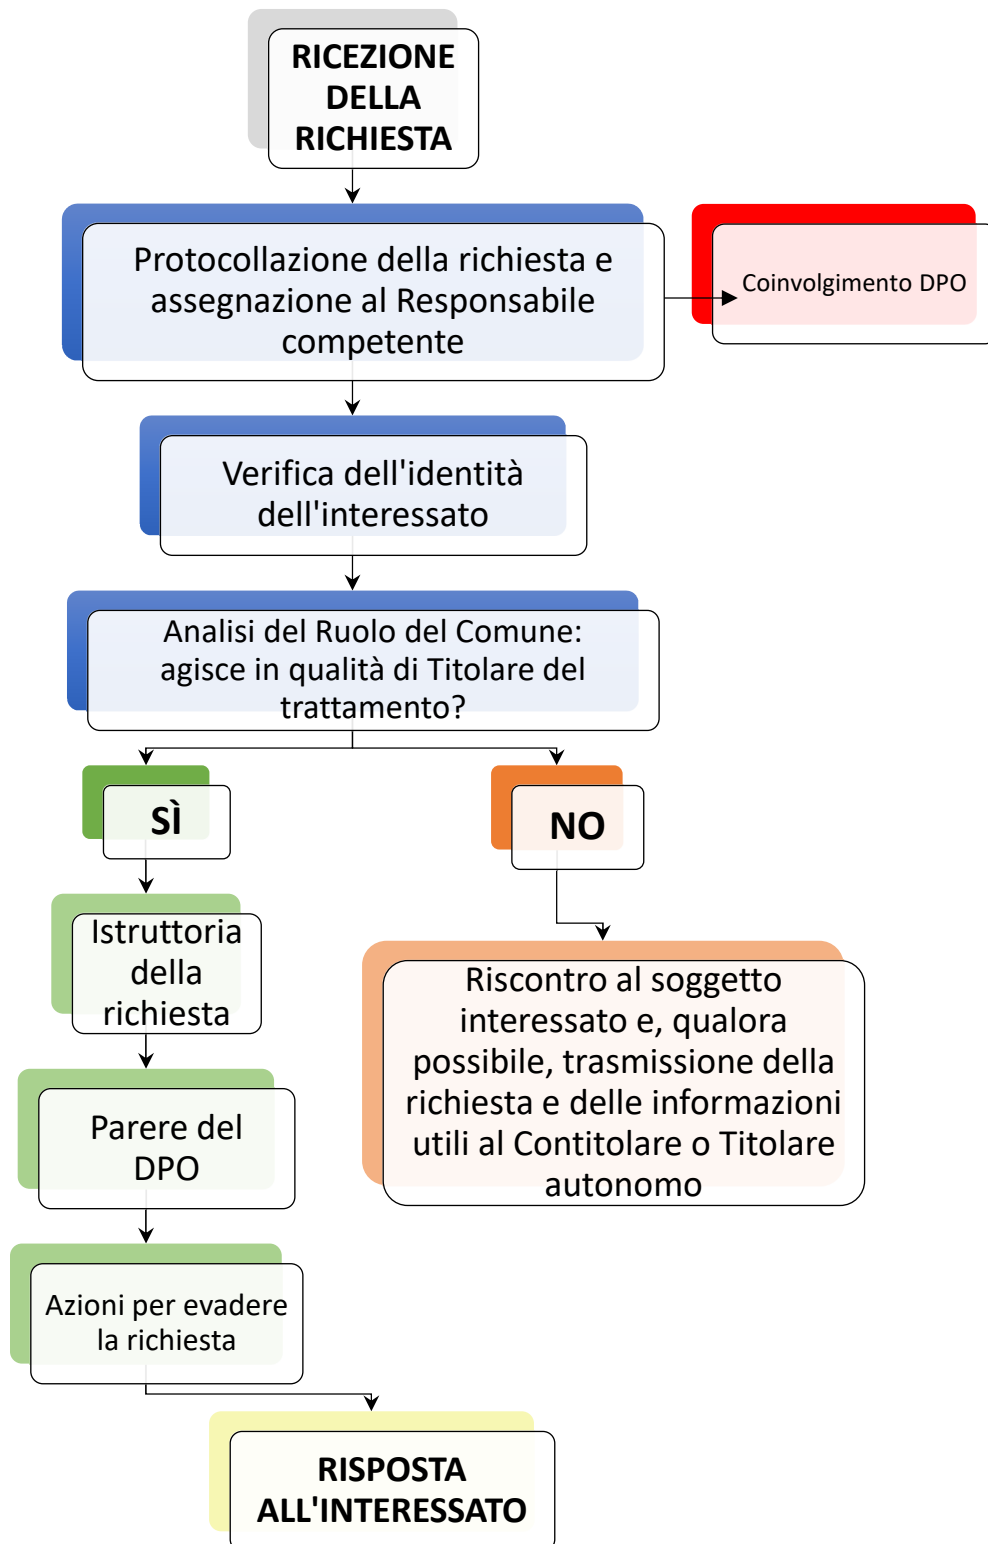 RICEZIONE
DELLA
RICHIESTA
Protocollazione della richiesta e
assegnazione al Responsabile
competente
Coinvolgimento DPO
Verifica dell'identità
dell'interessato
Analisi del Ruolo del Comune:
agisce in qualità di Titolare del
trattamento?
SÌ
NO
Istruttoria
della
richiesta
Riscontro al soggetto
interessato e, qualora
possibile, trasmissione della
richiesta e delle informazioni
utili al Contitolare o Titolare
autonomo
Parere del
DPO
Azioni per evadere
la richiesta
RISPOSTA
ALL'INTERESSATO